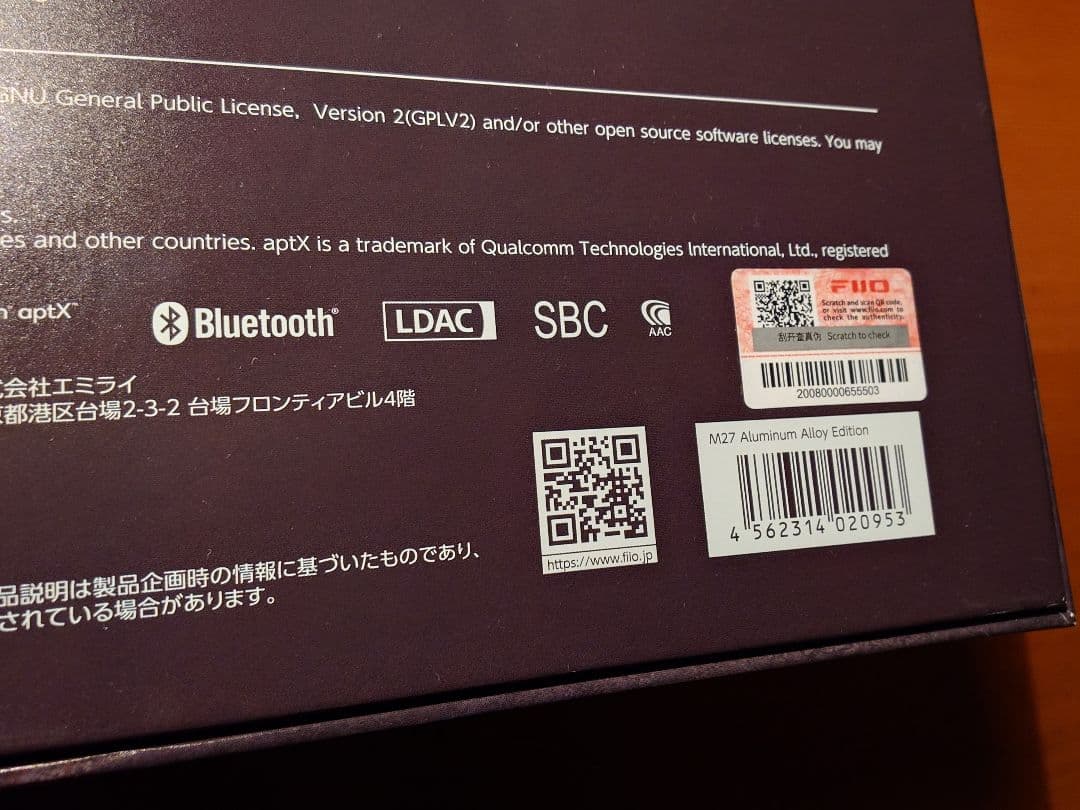 GNU General Public License, Version 2(GPLV2) and/or other open source software licenses. You may
s.
es and other countries. aptX is a trademark of Qualcomm Technologies International, Ltd., registered
aptX™
Bluetooth®
LDAC
SBC
AAC
FIIO
Scratch and scan QR code,
or visit www.fiio.com to
check the authenticity.
刮开查真伪 Scratch to check
20080000655503
式会社エミライ
京都港区台場2-3-2 台場フロンティアビル4階
M27 Aluminum Alloy Edition
4 562314 020953
https://www.fiio.jp
品説明は製品企画時の情報に基づいたものであり、
されている場合があります。